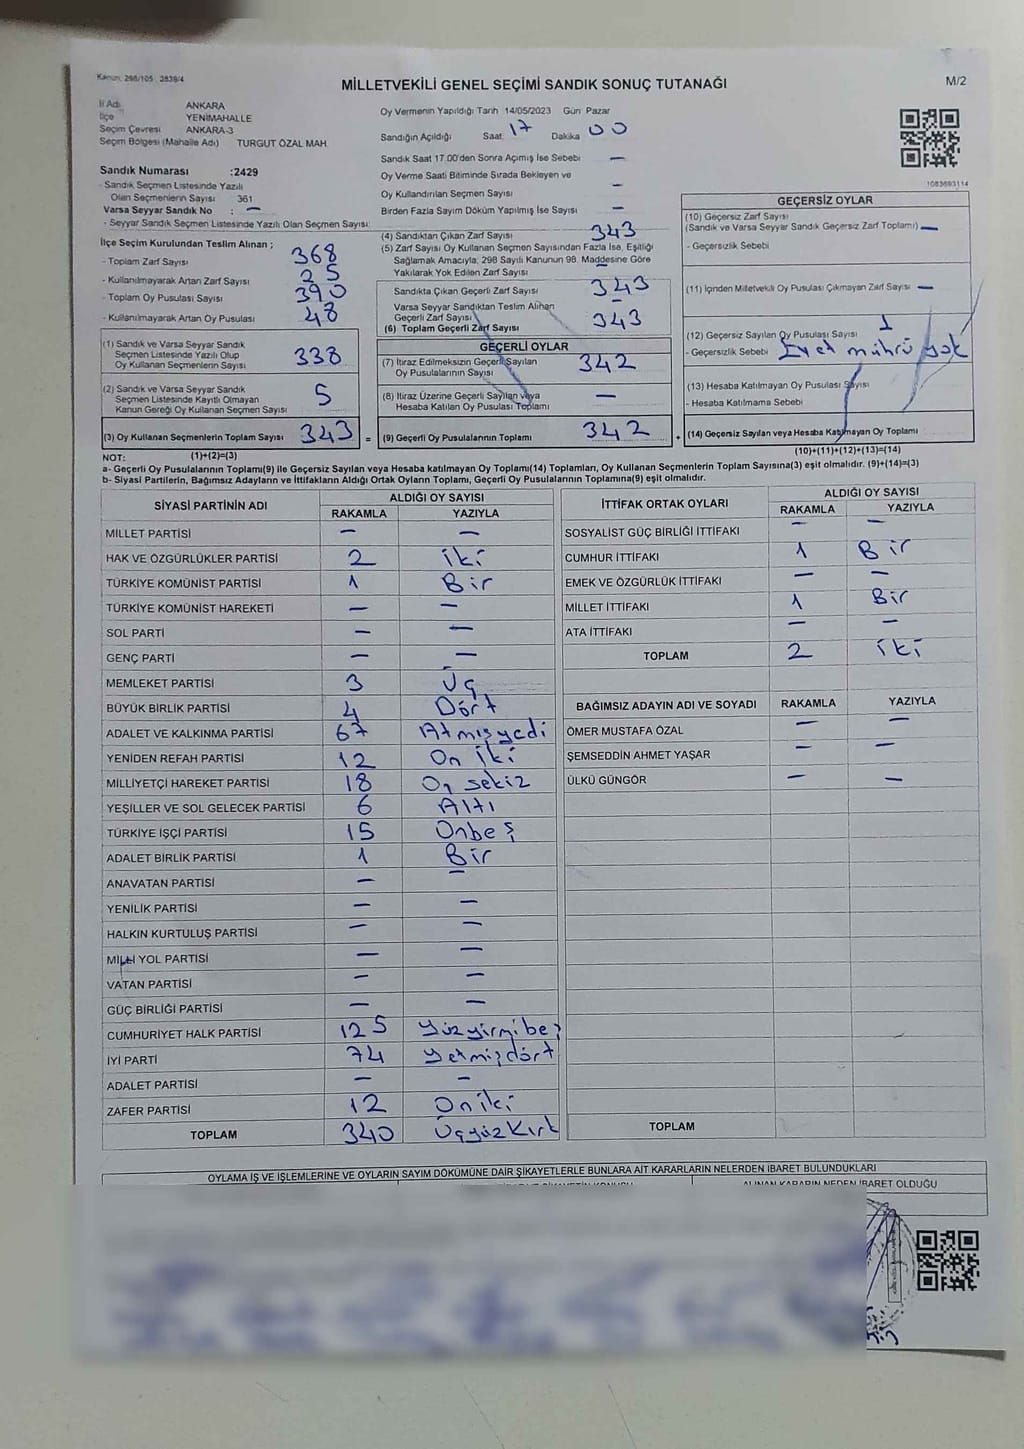 Kanun: 298/105 , 2839/4
MİLLETVEKİLİ GENEL SEÇİMİ SANDIK SONUÇ TUTANAĞI
M/2
İl Adı ANKARA
İlçe YENİMAHALLE
Seçim Çevresi ANKARA-3
Seçim Bölgesi (Mahalle Adı) TURGUT ÖZAL MAH.
Oy Vermenin Yapıldığı Tarih 14/05/2023 Gün Pazar
Sandığın Açıldığı Saat 17 Dakika 00
Sandık Saat 17.00'den Sonra Açımış İse Sebebi —
Oy Verme Saati Bitiminde Sırada Bekleyen ve
Oy Kullandırılan Seçmen Sayısı —
Birden Fazla Sayım Döküm Yapılmış İse Sayısı —
1083693114
Sandık Numarası :2429
- Sandık Seçmen Listesinde Yazılı
Olan Seçmenlerin Sayısı 361
Varsa Seyyar Sandık No : —
- Seyyar Sandık Seçmen Listesinde Yazılı Olan Seçmen Sayısı:
İlçe Seçim Kurulundan Teslim Alınan ;
- Toplam Zarf Sayısı 368
- Kullanılmayarak Artan Zarf Sayısı 25
- Toplam Oy Pusulası Sayısı 390
- Kullanılmayarak Artan Oy Pusulası 48
(1) Sandık ve Varsa Seyyar Sandık
Seçmen Listesinde Yazılı Olup
Oy Kullanan Seçmenlerin Sayısı 338
(2) Sandık ve Varsa Seyyar Sandık
Seçmen Listesinde Kayıtlı Olmayan
Kanun Gereği Oy Kullanan Seçmen Sayısı 5
(3) Oy Kullanan Seçmenlerin Toplam Sayısı 343 =
(4) Sandıktan Çıkan Zarf Sayısı 343
(5) Zarf Sayısı Oy Kullanan Seçmen Sayısından Fazla İse, Eşitliği
Sağlamak Amacıyla, 298 Sayılı Kanunun 98. Maddesine Göre
Yakılarak Yok Edilen Zarf Sayısı —
Sandıkta Çıkan Geçerli Zarf Sayısı 343
Varsa Seyyar Sandıktan Teslim Alınan
Geçerli Zarf Sayısı —
(6) Toplam Geçerli Zarf Sayısı 343
GEÇERLİ OYLAR
(7) İtiraz Edilmeksizin Geçerli Sayılan
Oy Pusulalarının Sayısı 342
(8) İtiraz Üzerine Geçerli Sayılan veya
Hesaba Katılan Oy Pusulası Toplamı —
(9) Geçerli Oy Pusulalarının Toplamı 342 +
GEÇERSİZ OYLAR
(10) Geçersiz Zarf Sayısı
(Sandık ve Varsa Seyyar Sandık Geçersiz Zarf Toplamı) —
- Geçersizlik Sebebi
(11) İçinden Milletvekili Oy Pusulası Çıkmayan Zarf Sayısı —
(12) Geçersiz Sayılan Oy Pusulası Sayısı 1
- Geçersizlik Sebebi Evet mührü yok
(13) Hesaba Katılmayan Oy Pusulası Sayısı
- Hesaba Katılmama Sebebi
(14) Geçersiz Sayılan veya Hesaba Katılmayan Oy Toplamı
NOT: (1)+(2)=(3) (10)+(11)+(12)+(13)=(14)
a- Geçerli Oy Pusulalarının Toplamı(9) ile Geçersiz Sayılan veya Hesaba katılmayan Oy Toplamı(14) Toplamları, Oy Kullanan Seçmenlerin Toplam Sayısına(3) eşit olmalıdır. (9)+(14)=(3)
b- Siyasi Partilerin, Bağımsız Adayların ve İttifakların Aldığı Ortak Oyların Toplamı, Geçerli Oy Pusulalarının Toplamına(9) eşit olmalıdır.
SİYASİ PARTİNİN ADI ALDIĞI OY SAYISI
RAKAMLA YAZIYLA
MİLLET PARTİSİ — —
HAK VE ÖZGÜRLÜKLER PARTİSİ 2 iki
TÜRKİYE KOMÜNİST PARTİSİ 1 Bir
TÜRKİYE KOMÜNİST HAREKETİ — —
SOL PARTİ — —
GENÇ PARTİ — —
MEMLEKET PARTİSİ 3 Üç
BÜYÜK BİRLİK PARTİSİ 4 Dört
ADALET VE KALKINMA PARTİSİ 67 Atmışyedi
YENİDEN REFAH PARTİSİ 12 On iki
MİLLİYETÇİ HAREKET PARTİSİ 18 On sekiz
YEŞİLLER VE SOL GELECEK PARTİSİ 6 Altı
TÜRKİYE İŞÇİ PARTİSİ 15 Onbeş
ADALET BİRLİK PARTİSİ 1 Bir
ANAVATAN PARTİSİ — —
YENİLİK PARTİSİ — —
HALKIN KURTULUŞ PARTİSİ — —
MİLLİ YOL PARTİSİ — —
VATAN PARTİSİ — —
GÜÇ BİRLİĞİ PARTİSİ — —
CUMHURİYET HALK PARTİSİ 125 Yüzyirmibeş
İYİ PARTİ 74 Yetmişdört
ADALET PARTİSİ — —
ZAFER PARTİSİ 12 Oniki
TOPLAM 340 ÜçyüzKırk
İTTİFAK ORTAK OYLARI ALDIĞI OY SAYISI
RAKAMLA YAZIYLA
SOSYALİST GÜÇ BİRLİĞİ İTTİFAKI — —
CUMHUR İTTİFAKI 1 Bir
EMEK VE ÖZGÜRLÜK İTTİFAKI — —
MİLLET İTTİFAKI 1 Bir
ATA İTTİFAKI — —
TOPLAM 2 iki
BAĞIMSIZ ADAYIN ADI VE SOYADI RAKAMLA YAZIYLA
ÖMER MUSTAFA ÖZAL — —
ŞEMSEDDİN AHMET YAŞAR — —
ÜLKÜ GÜNGÖR — —
TOPLAM
OYLAMA İŞ VE İŞLEMLERİNE VE OYLARIN SAYIM DÖKÜMÜNE DAİR ŞİKAYETLERLE BUNLARA AİT KARARLARIN NELERDEN İBARET BULUNDUKLARI
ALINAN KARARIN NEDEN İBARET OLDUĞU